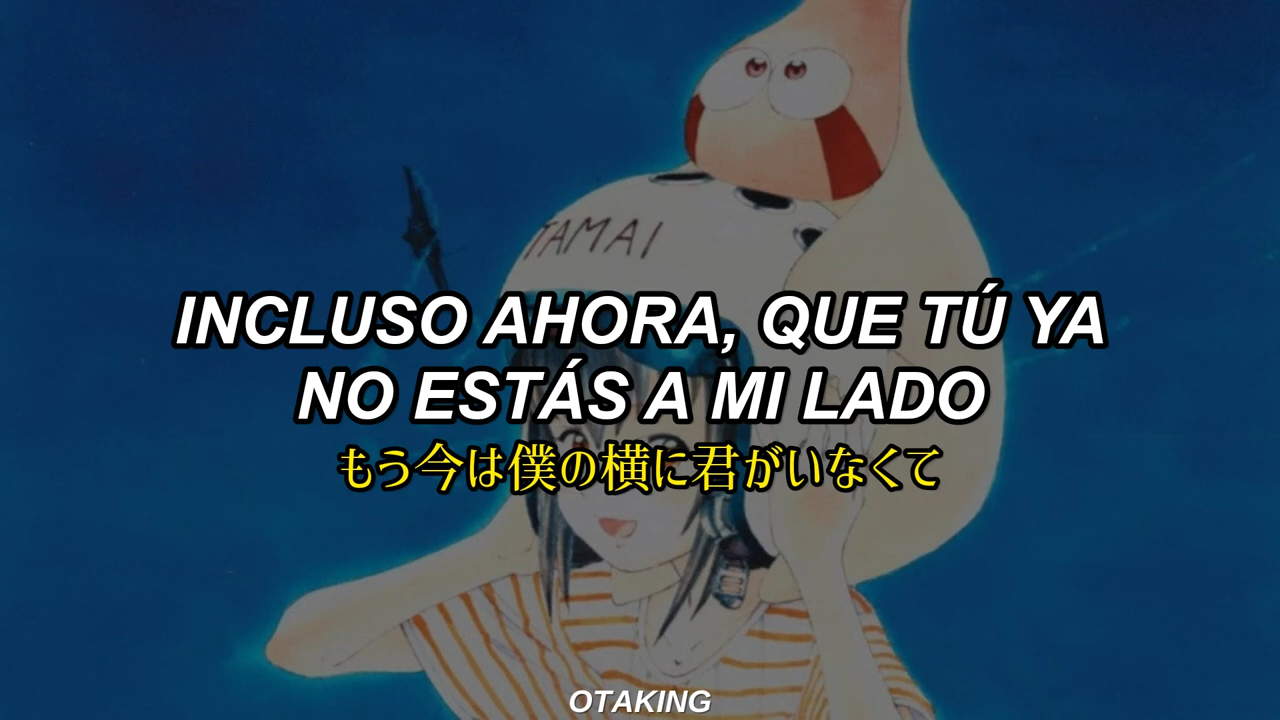 TAMAI
INCLUSO AHORA, QUE TÚ YA
NO ESTÁS A MI LADO
もう今は僕の横に君がいなくて
OTAKING